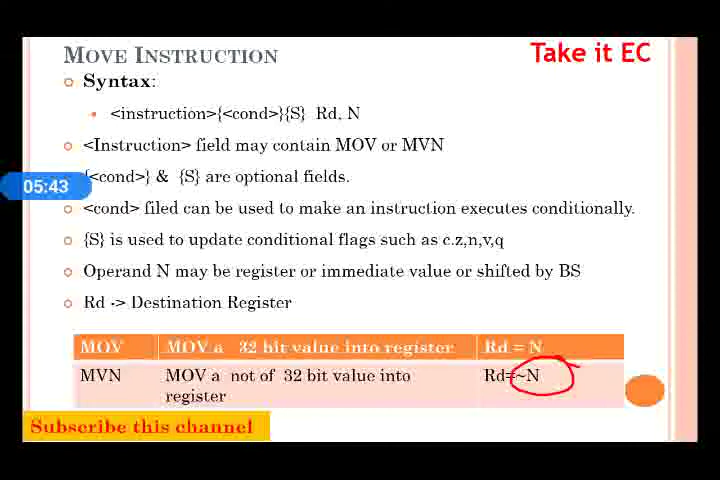 MOVE INSTRUCTION
Take it EC
Syntax:
<instruction>{<cond>}{S} Rd, N
<Instruction> field may contain MOV or MVN
{<cond>} & {S} are optional fields.
05:43
<cond> filed can be used to make an instruction executes conditionally.
{S} is used to update conditional flags such as c.z,n,v,q
Operand N may be register or immediate value or shifted by BS
Rd -> Destination Register
MOV MOV a 32 bit value into register Rd = N
MVN MOV a not of 32 bit value into Rd=~N
register
Subscribe this channel